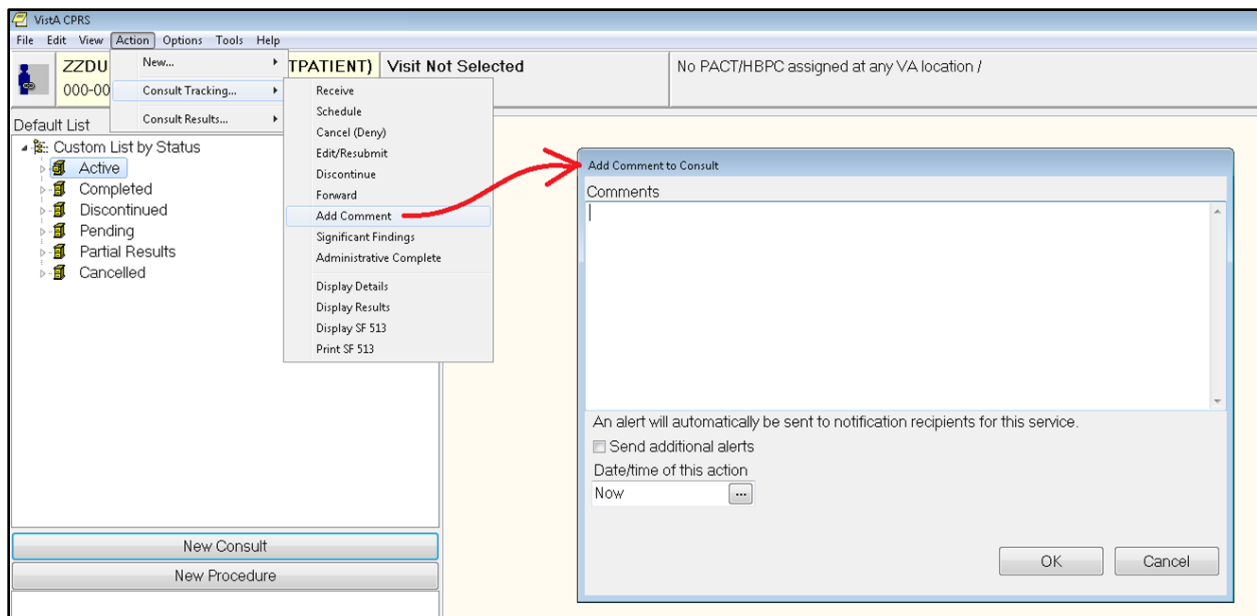 VistA CPRS
File Edit View Action Options Tools Help
ZZDU
000-00
TPATIENT)
Visit Not Selected
No PACT/HBPC assigned at any VA location /
New...
Consult Tracking...
Consult Results...
Receive
Schedule
Cancel (Deny)
Edit/Resubmit
Discontinue
Forward
Add Comment
Significant Findings
Administrative Complete
Display Details
Display Results
Display SF 513
Print SF 513
Default List
Custom List by Status
Active
Completed
Discontinued
Pending
Partial Results
Cancelled
New Consult
New Procedure
Add Comment to Consult
Comments
An alert will automatically be sent to notification recipients for this service.
Send additional alerts
Date/time of this action
Now
...
OK
Cancel